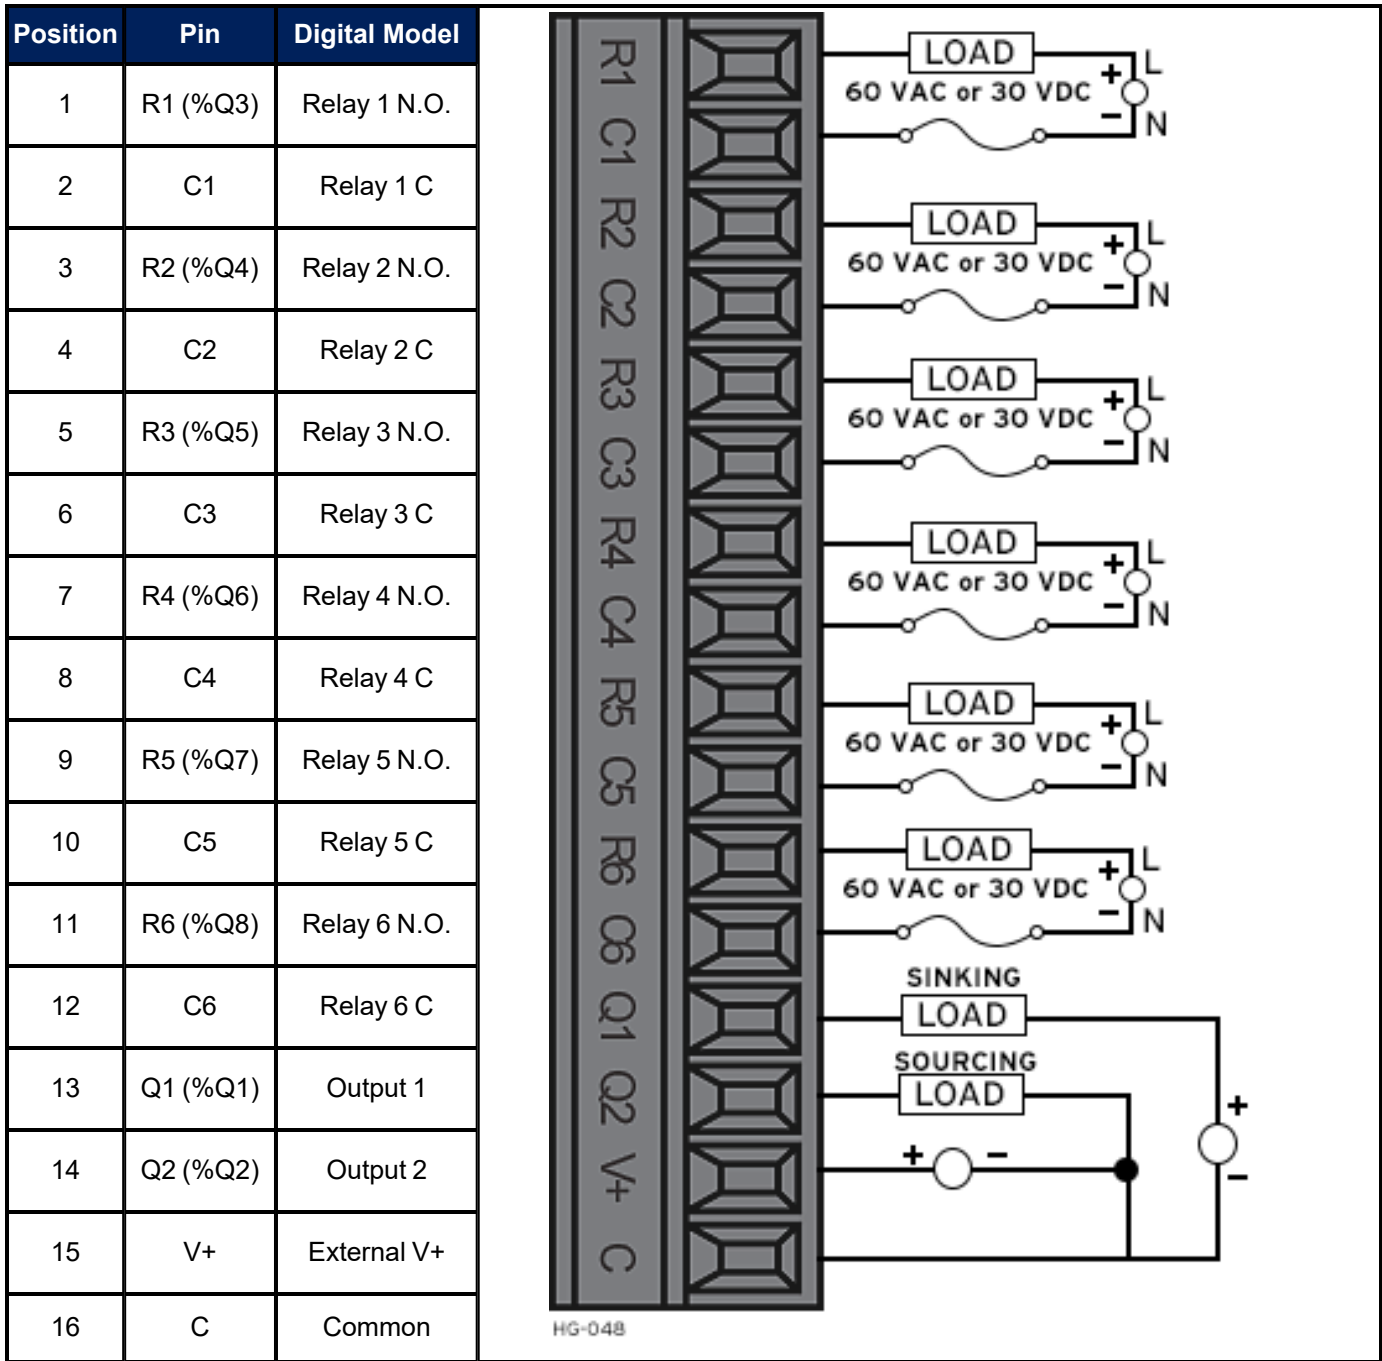 Position Pin Digital Model
1 R1 (%Q3) Relay 1 N.O.
2 C1 Relay 1 C
3 R2 (%Q4) Relay 2 N.O.
4 C2 Relay 2 C
5 R3 (%Q5) Relay 3 N.O.
6 C3 Relay 3 C
7 R4 (%Q6) Relay 4 N.O.
8 C4 Relay 4 C
9 R5 (%Q7) Relay 5 N.O.
10 C5 Relay 5 C
11 R6 (%Q8) Relay 6 N.O.
12 C6 Relay 6 C
13 Q1 (%Q1) Output 1
14 Q2 (%Q2) Output 2
15 V+ External V+
16 C Common
R1
C1
R2
C2
R3
C3
R4
C4
R5
C5
R6
C6
Q1
Q2
V+
C
LOAD
+ L
60 VAC or 30 VDC
- N
LOAD
+ L
60 VAC or 30 VDC
- N
LOAD
+ L
60 VAC or 30 VDC
- N
LOAD
+ L
60 VAC or 30 VDC
- N
LOAD
+ L
60 VAC or 30 VDC
- N
LOAD
+ L
60 VAC or 30 VDC
- N
SINKING
LOAD
SOURCING
LOAD
+
+ -
-
HG-048